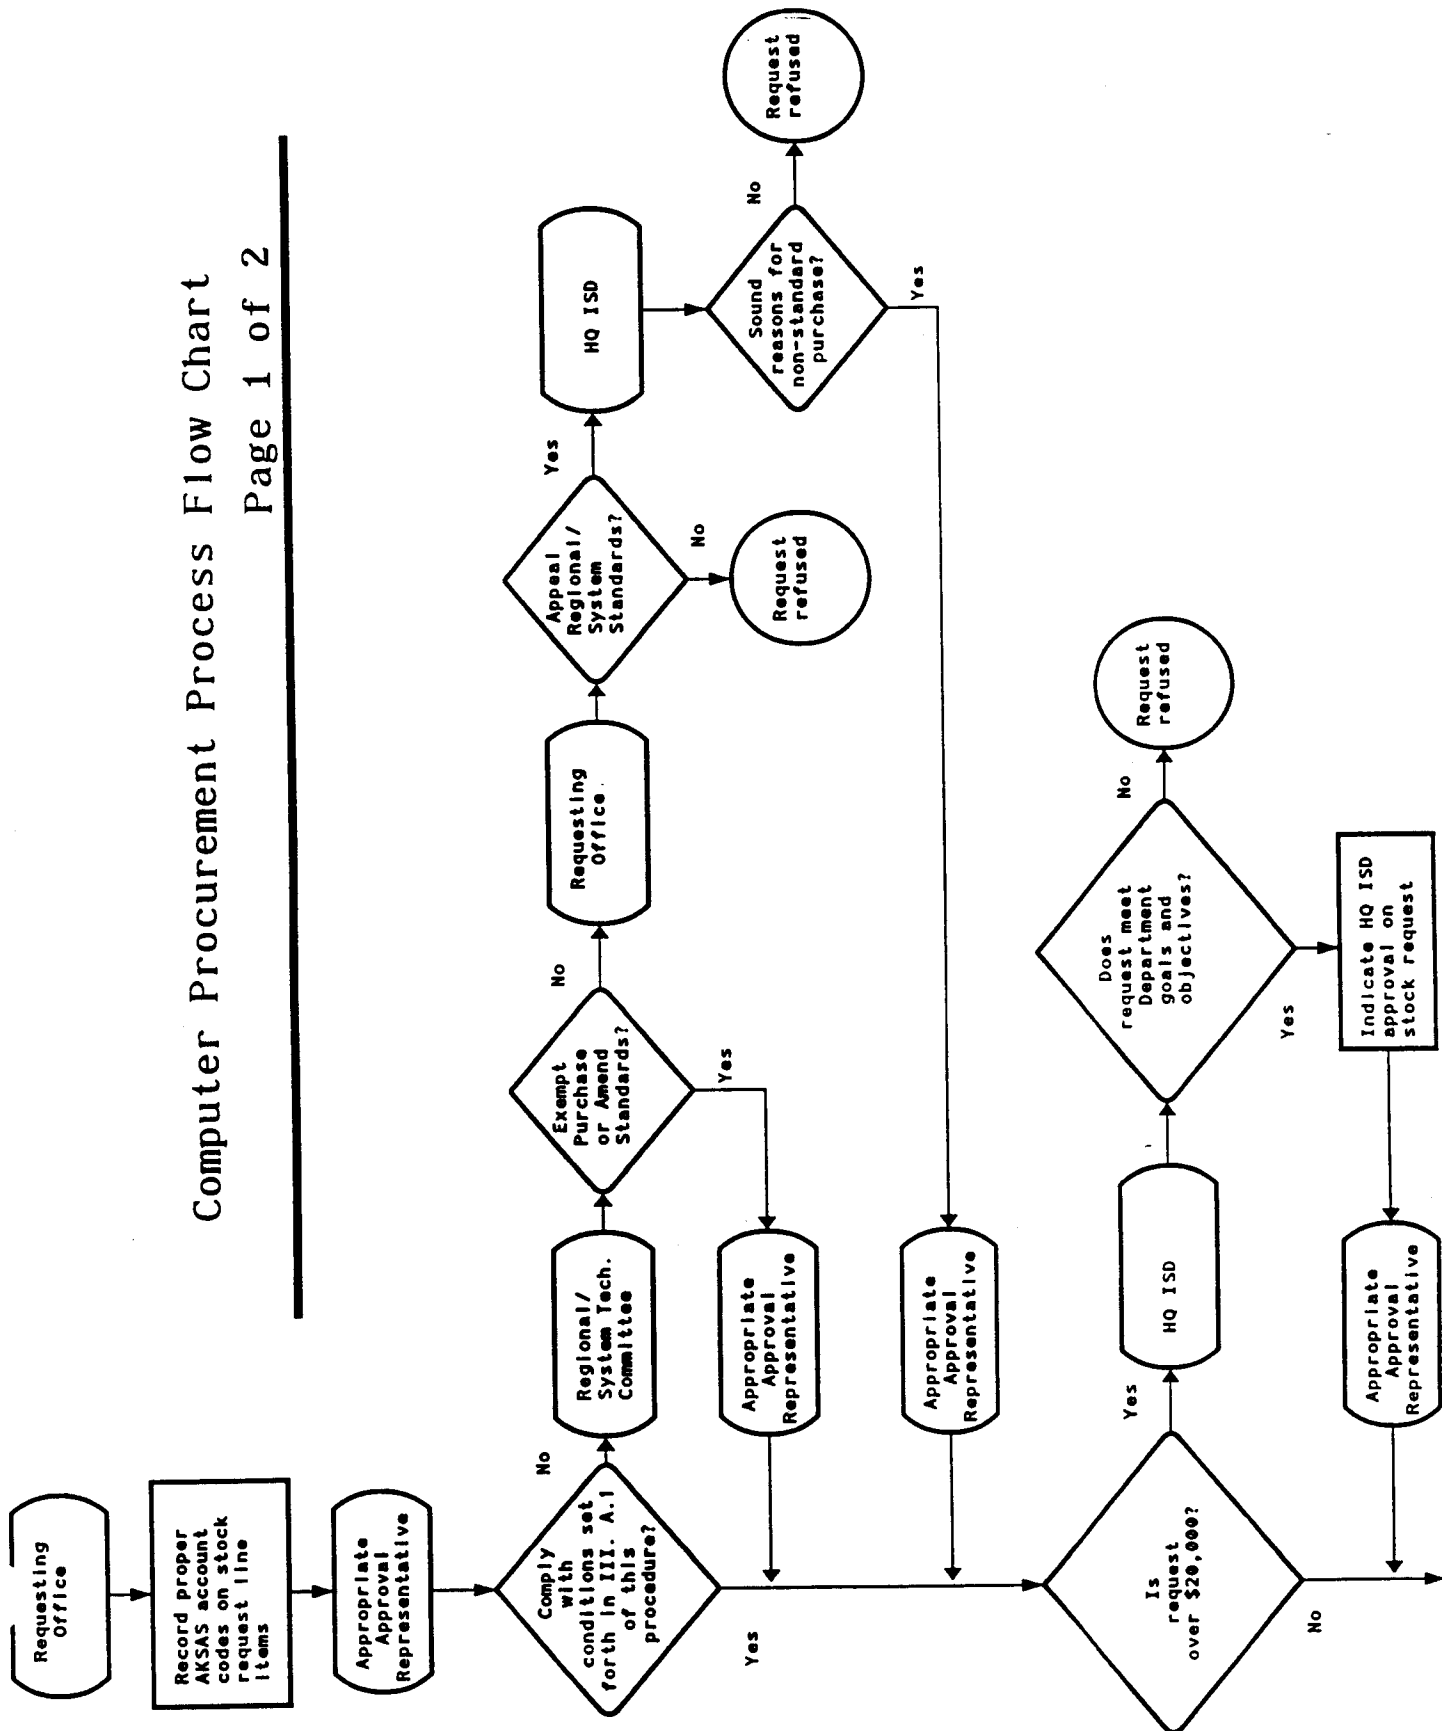 Computer Procurement Process Flow Chart
Page 1 of 2
Requesting
Office
Record proper
AKSAS account
codes on stock
request line
items
Appropriate
Approval
Representative
Comply
with
conditions set
forth in III. A.1
of this
procedure?
No
Yes
Regional/
System Tech.
Committee
Exempt
Purchase
or Amend
Standards?
No
Yes
Appropriate
Approval
Representative
Requesting
Office
Appeal
Regional/
System
Standards?
Yes
No
Request
refused
HQ ISD
Sound
reasons for
non-standard
purchase?
No
Request
refused
Yes
Appropriate
Approval
Representative
Is
request
over $20,000?
Yes
No
HQ ISD
Does
request meet
Department
goals and
objectives?
No
Request
refused
Yes
Indicate HQ ISD
approval on
stock request
Appropriate
Approval
Representative